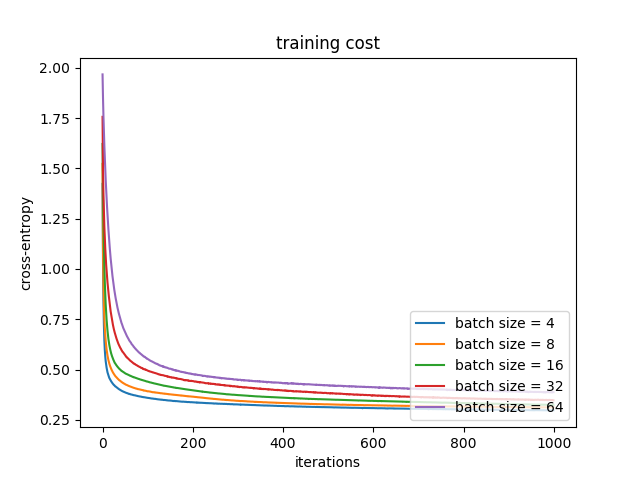 training cost
2.00
1.75
1.50
1.25
1.00
0.75
0.50
0.25
cross-entropy
batch size = 4
batch size = 8
batch size = 16
batch size = 32
batch size = 64
0 200 400 600 800 1000
iterations